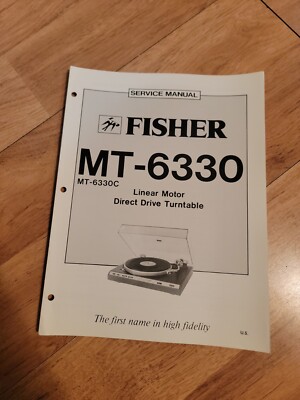 SERVICE MANUAL
FISHER
MT-6330
MT-6330C
Linear Motor
Direct Drive Turntable
The first name in high fidelity